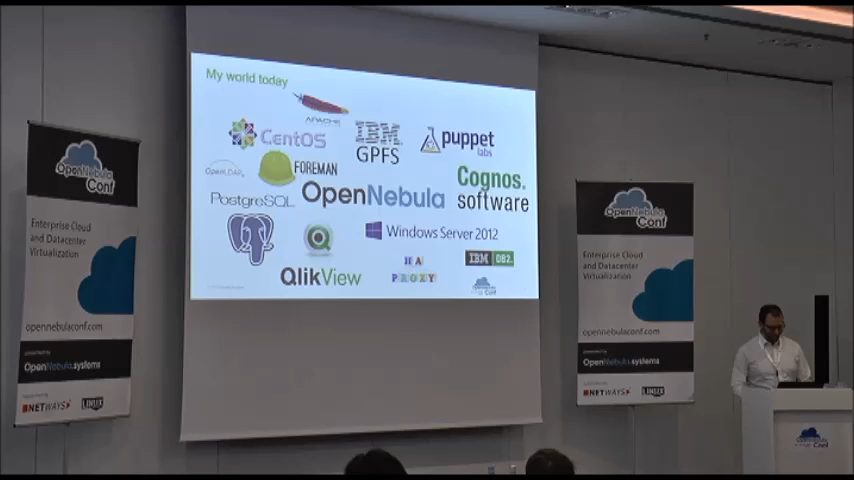 My world today
APACHE
CentOS
IBM
GPFS
puppet
labs
OpenLDAP
FOREMAN
PostgreSQL
OpenNebula
Cognos.
software
Windows Server 2012
QlikView
HA
PROXY
IBM DB2.
OpenNebula
Conf
Enterprise Cloud
and Datacenter
Virtualization
opennebulaconf.com
OpenNebula.systems
NETWAYS
LINUX
OpenNebula
Conf
Enterprise Cloud
and Datacenter
Virtualization
opennebulaconf.com
OpenNebula.systems
NETWAYS
LINUX
OpenNebula
Conf